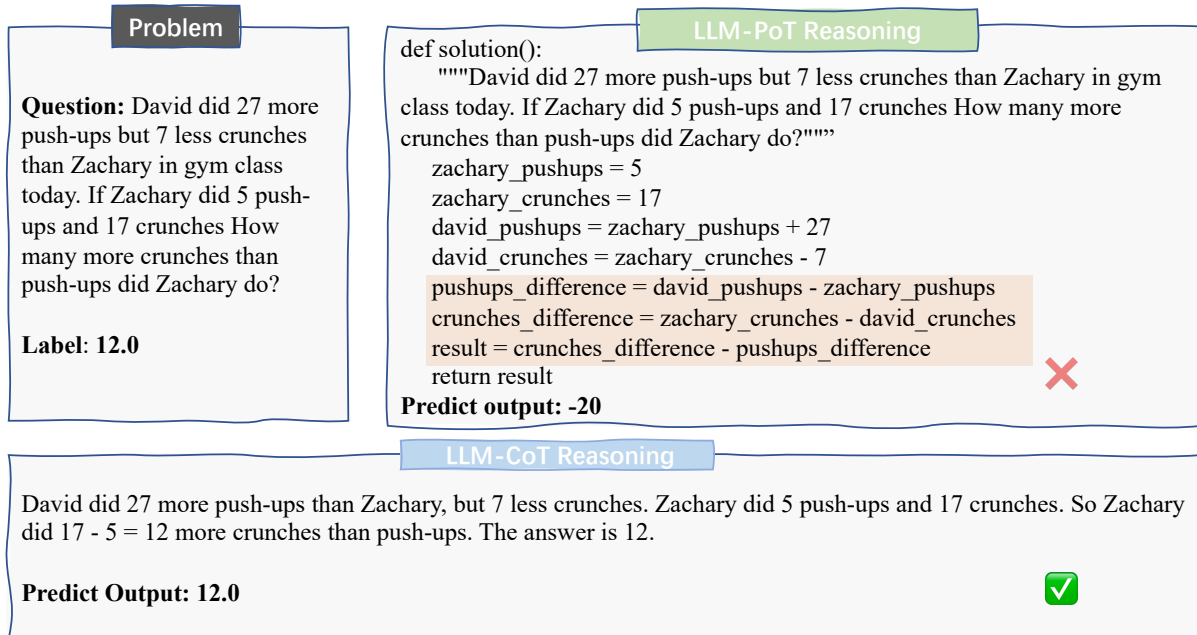 Problem
Question: David did 27 more
push-ups but 7 less crunches
than Zachary in gym class
today. If Zachary did 5 push-
ups and 17 crunches How
many more crunches than
push-ups did Zachary do?
Label: 12.0
LLM-PoT Reasoning
def solution():
"""David did 27 more push-ups but 7 less crunches than Zachary in gym
class today. If Zachary did 5 push-ups and 17 crunches How many more
crunches than push-ups did Zachary do?""”
zachary_pushups = 5
zachary_crunches = 17
david_pushups = zachary_pushups + 27
david_crunches = zachary_crunches - 7
pushups_difference = david_pushups - zachary_pushups
crunches_difference = zachary_crunches - david_crunches
result = crunches_difference - pushups_difference
return result
Predict output: -20
LLM-CoT Reasoning
David did 27 more push-ups than Zachary, but 7 less crunches. Zachary did 5 push-ups and 17 crunches. So Zachary
did 17 - 5 = 12 more crunches than push-ups. The answer is 12.
Predict Output: 12.0